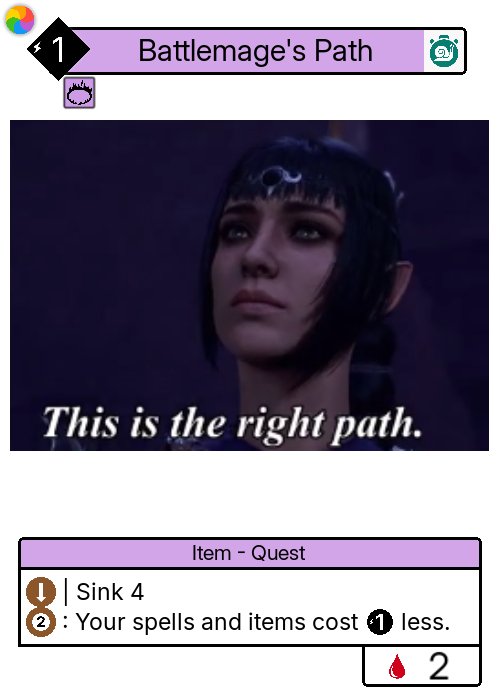 1
Battlemage's Path
This is the right path.
Item - Quest
| Sink 4
2 : Your spells and items cost 1 less.
2